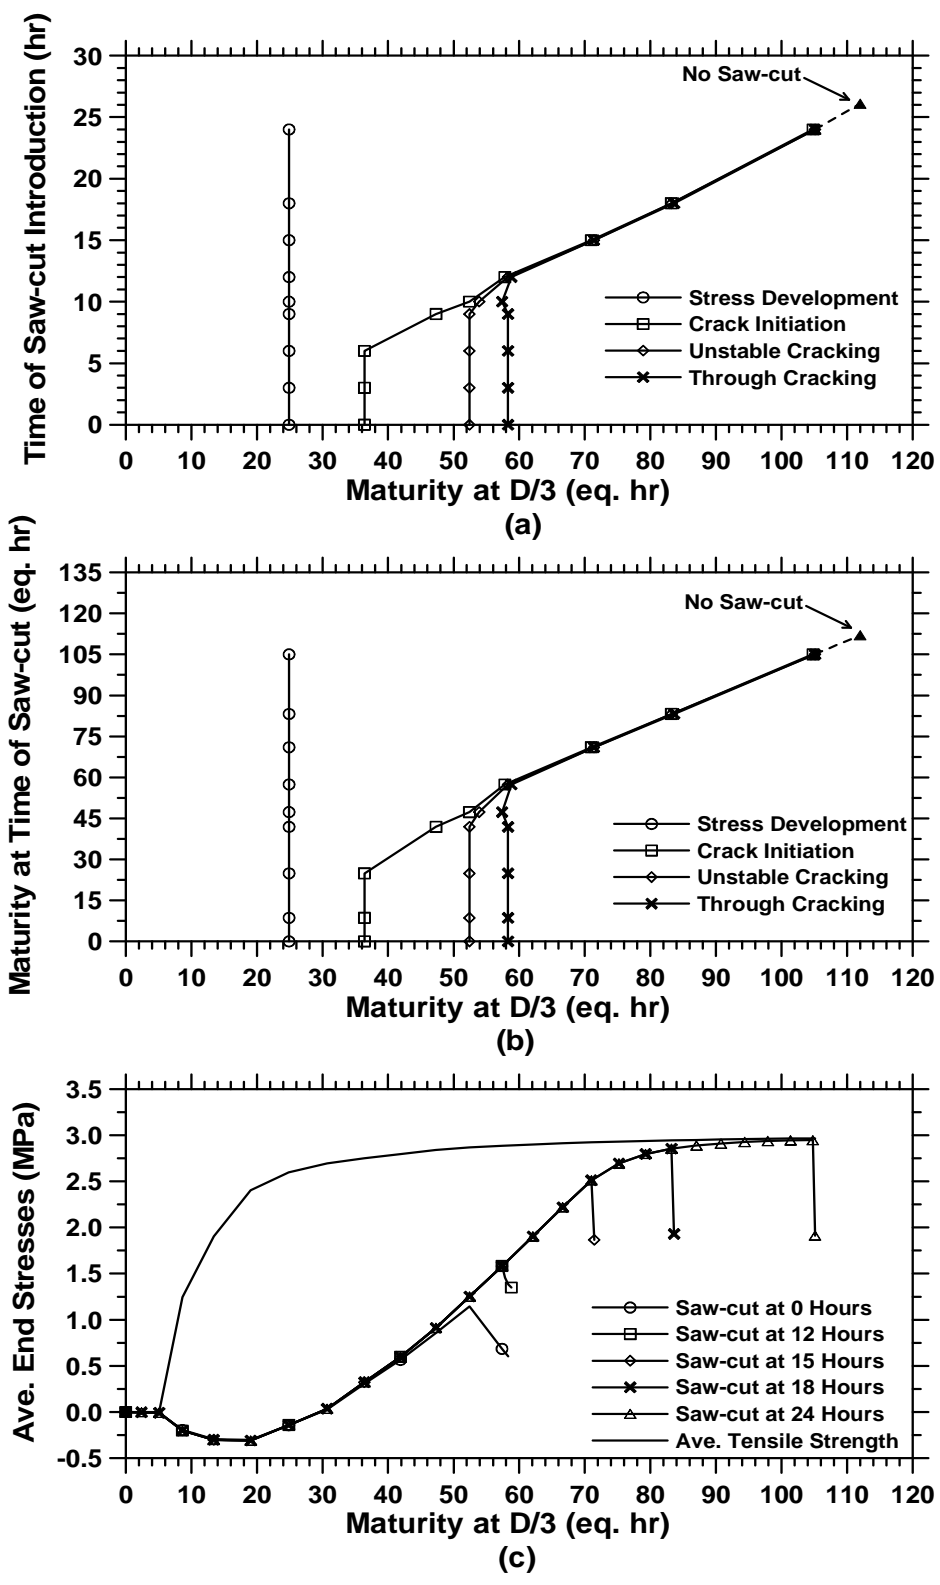 Time of Saw-cut Introduction (hr)
30
25
20
15
10
5
0
No Saw-cut
Stress Development
Crack Initiation
Unstable Cracking
Through Cracking
0 10 20 30 40 50 60 70 80 90 100 110 120
Maturity at D/3 (eq. hr)
(a)
Maturity at Time of Saw-cut (eq. hr)
135
120
105
90
75
60
45
30
15
0
No Saw-cut
Stress Development
Crack Initiation
Unstable Cracking
Through Cracking
0 10 20 30 40 50 60 70 80 90 100 110 120
Maturity at D/3 (eq. hr)
(b)
Ave. End Stresses (MPa)
3.5
3.0
2.5
2.0
1.5
1.0
0.5
0.0
-0.5
Saw-cut at 0 Hours
Saw-cut at 12 Hours
Saw-cut at 15 Hours
Saw-cut at 18 Hours
Saw-cut at 24 Hours
Ave. Tensile Strength
0 10 20 30 40 50 60 70 80 90 100 110 120
Maturity at D/3 (eq. hr)
(c)